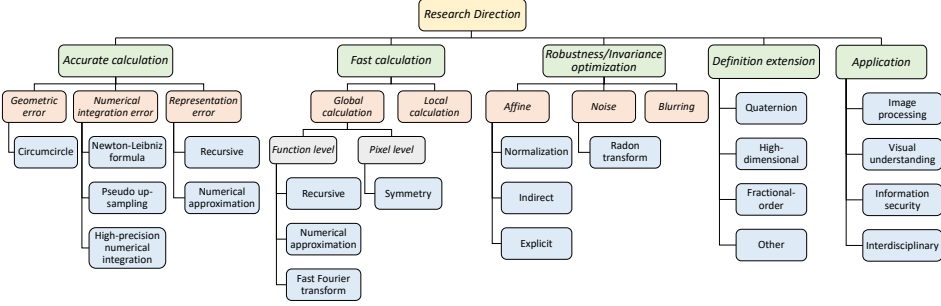 Research Direction
Accurate calculation
Fast calculation
Robustness/Invariance
optimization
Definition extension
Application
Geometric
error
Numerical
integration error
Representation
error
Global
calculation
Local
calculation
Affine
Noise
Blurring
Quaternion
Image
processing
Circumcircle
Newton-Leibniz
formula
Recursive
Function level
Pixel level
Normalization
Radon
transform
High-
dimensional
Visual
understanding
Pseudo up-
sampling
Numerical
approximation
Recursive
Symmetry
Indirect
Fractional-
order
Information
security
High-precision
numerical
integration
Numerical
approximation
Explicit
Other
Interdisciplinary
Fast Fourier
transform